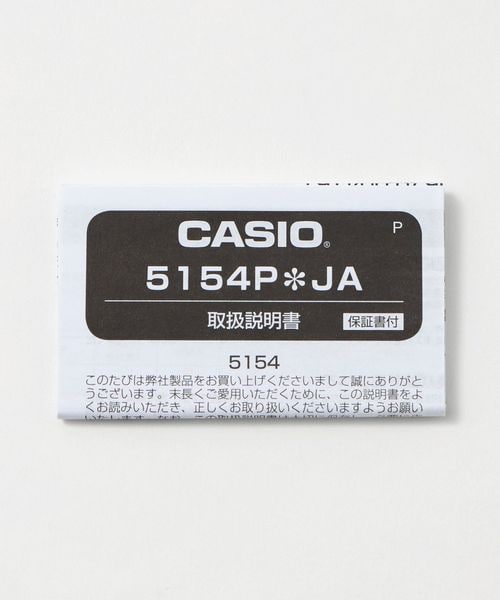 CASIO®
P
5154P*JA
取扱説明書 保証書付
5154
このたびは弊社製品をお買い上げくださいまして誠にありがと
うございます。末長くご愛用いただくために、この説明書をよ
くお読みいただき、正しくお取り扱いくださいますようお願い